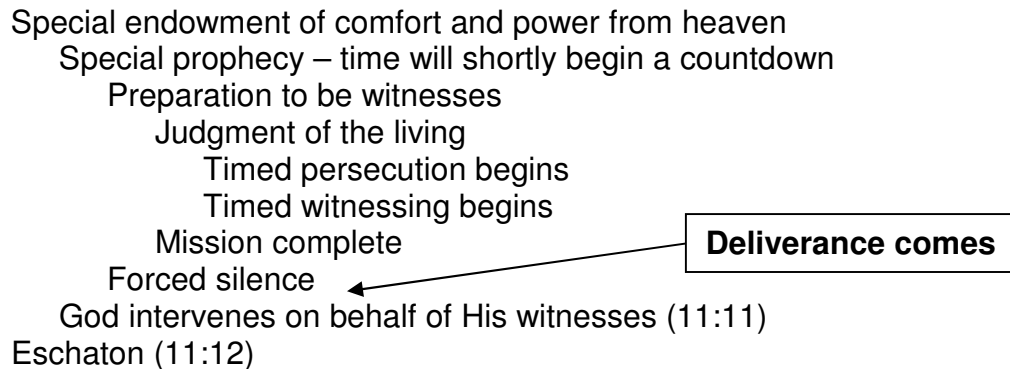 Special endowment of comfort and power from heaven
Special prophecy – time will shortly begin a countdown
Preparation to be witnesses
Judgment of the living
Timed persecution begins
Timed witnessing begins
Mission complete
Deliverance comes
Forced silence
God intervenes on behalf of His witnesses (11:11)
Eschaton (11:12)